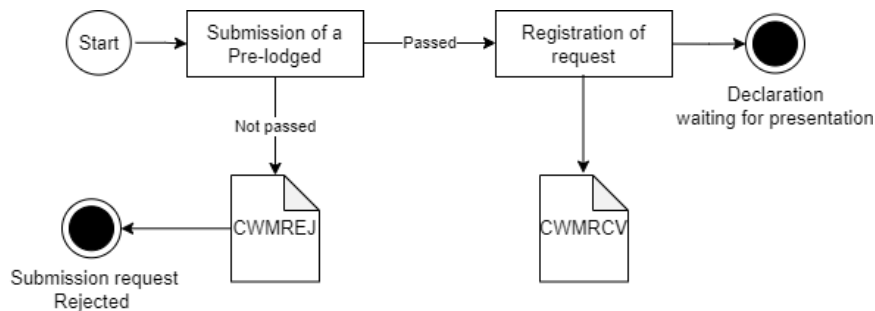 Start
Submission of a
Pre-lodged
Passed
Registration of
request
Declaration
waiting for presentation
Not passed
CWMREJ
CWMRCV
Submission request
Rejected